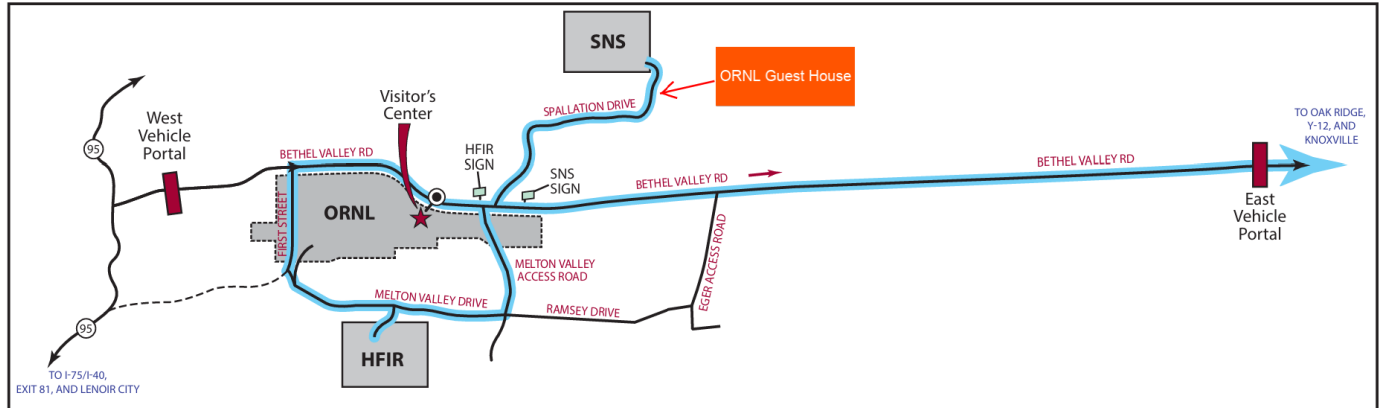 SNS
ORNL Guest House
Visitor's
Center
SPALLATION DRIVE
TO OAK RIDGE,
Y-12, AND
KNOXVILLE
West
Vehicle
Portal
95
BETHEL VALLEY RD
HFIR
SIGN
SNS
SIGN
BETHEL VALLEY RD
BETHEL VALLEY RD
East
Vehicle
Portal
ORNL
FIRST STREET
MELTON VALLEY
ACCESS ROAD
EGER ACCESS ROAD
MELTON VALLEY DRIVE
RAMSEY DRIVE
95
HFIR
TO I-75/I-40,
EXIT 81, AND LENOIR CITY